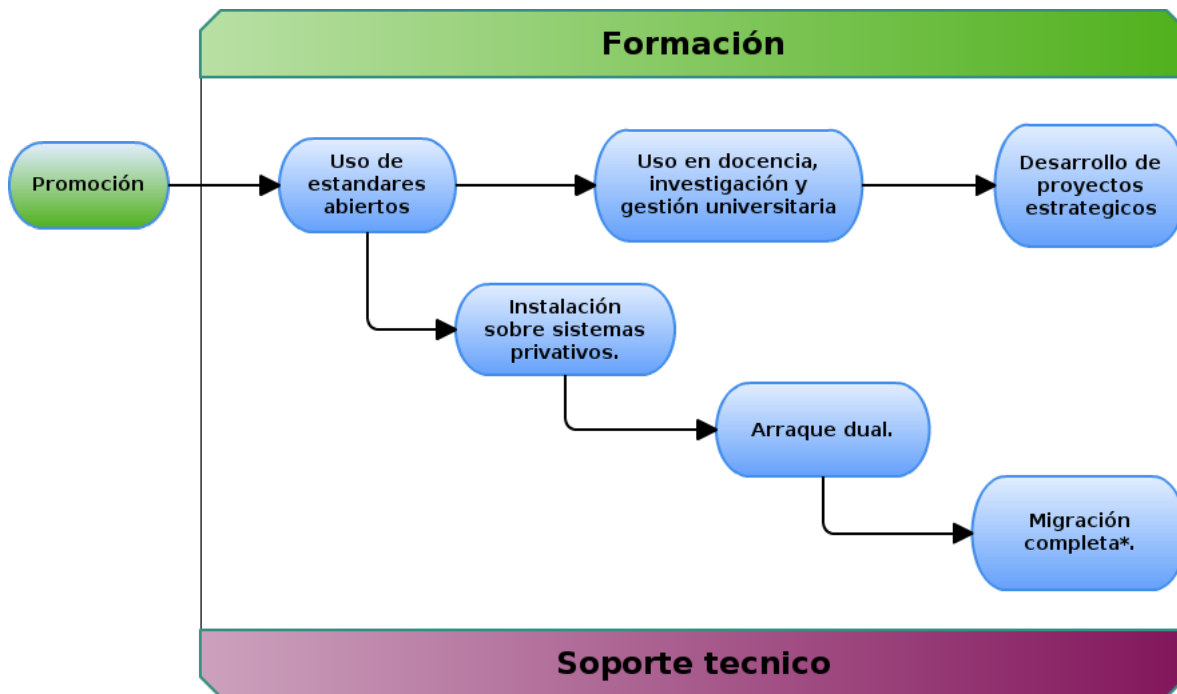 Formación
Promoción
Uso de
estandares
abiertos
Uso en docencia,
investigación y
gestión universitaria
Desarrollo de
proyectos
estrategicos
Instalación
sobre sistemas
privativos.
Arraque dual.
Migración
completa*.
Soporte tecnico